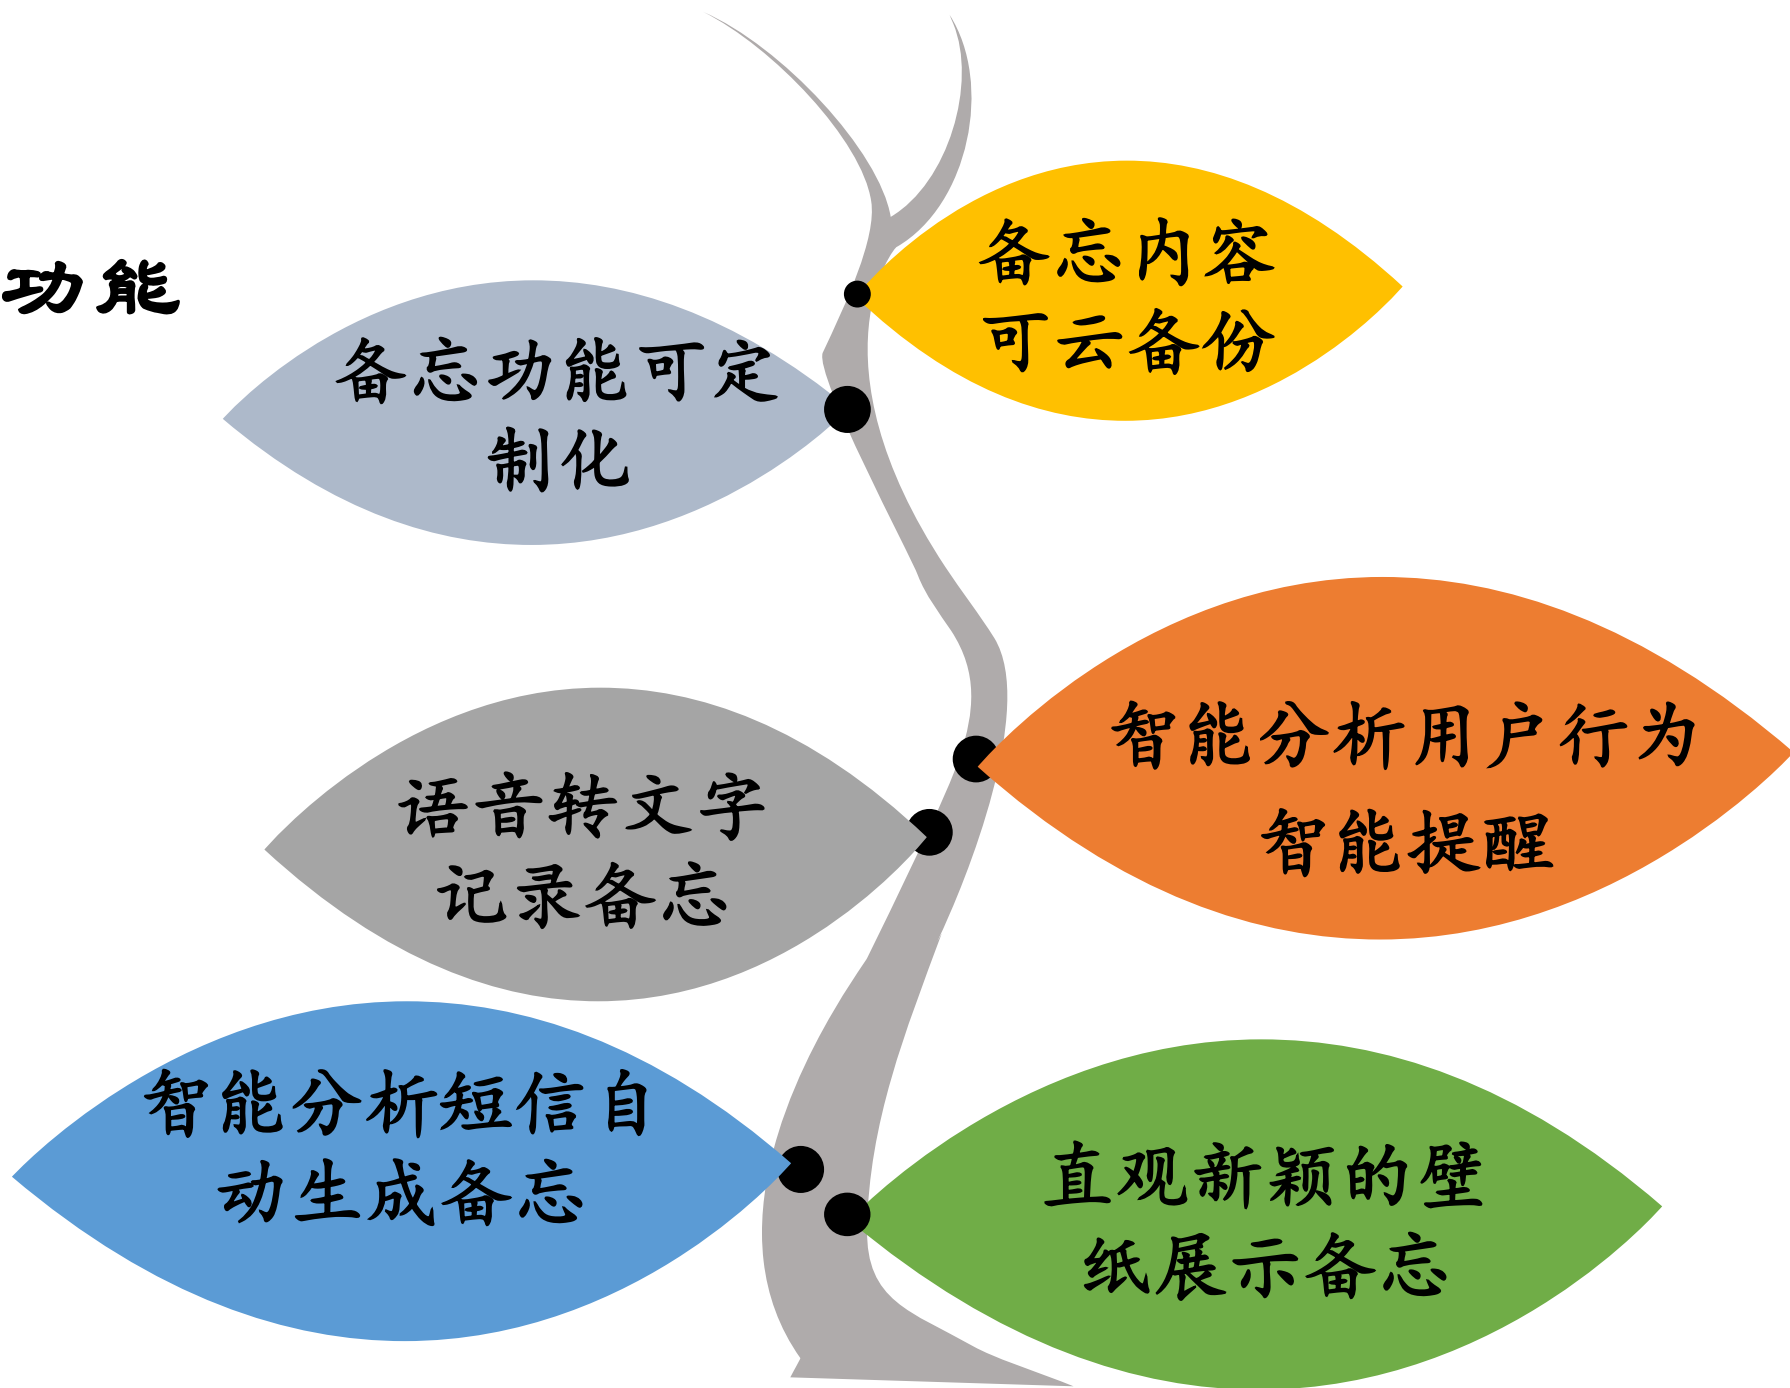 功能
备忘内容
可云备份
备忘功能可定
制化
智能分析用户行为
智能提醒
语音转文字
记录备忘
智能分析短信自
动生成备忘
直观新颖的壁
纸展示备忘